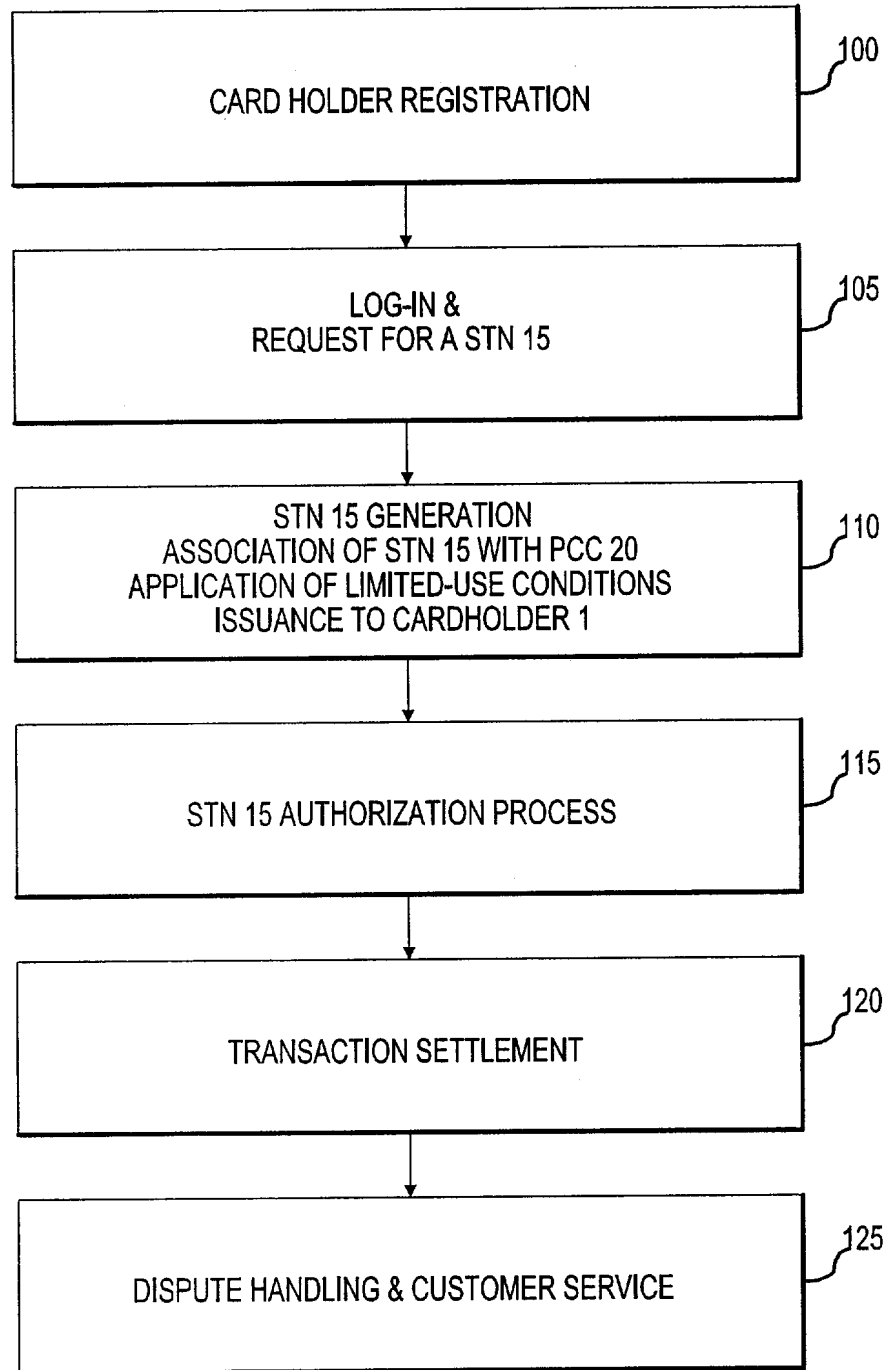 CARD HOLDER REGISTRATION
100
LOG-IN &
REQUEST FOR A STN 15
105
STN 15 GENERATION
ASSOCIATION OF STN 15 WITH PCC 20
APPLICATION OF LIMITED-USE CONDITIONS
ISSUANCE TO CARDHOLDER 1
110
STN 15 AUTHORIZATION PROCESS
115
TRANSACTION SETTLEMENT
120
DISPUTE HANDLING & CUSTOMER SERVICE
125